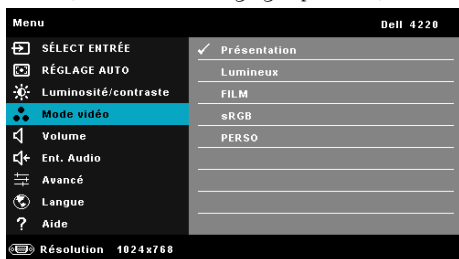 Menu
Dell 4220
SÉLECT ENTRÉE
RÉGLAGE AUTO
Luminosité/contraste
Mode vidéo
Volume
Ent. Audio
Avancé
Langue
? Aide
✓ Présentation
Lumineux
FILM
sRGB
PERSO
Résolution 1024x768